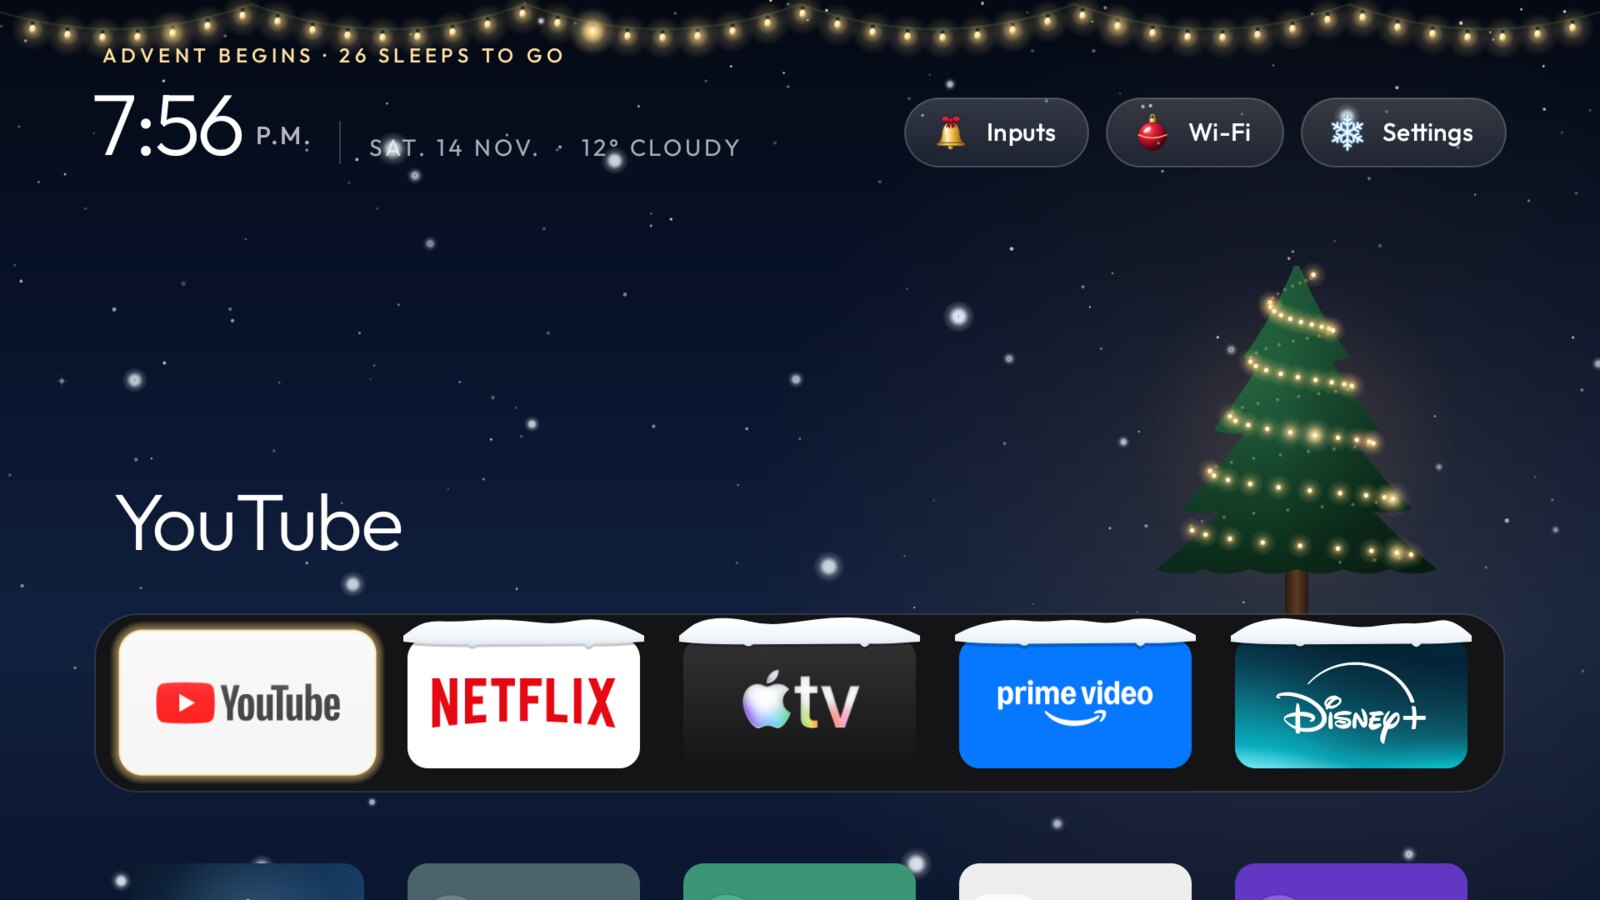 ADVENT BEGINS · 26 SLEEPS TO GO
7:56 P.M.
SAT. 14 NOV. · 12° CLOUDY
Inputs
Wi-Fi
Settings
YouTube
YouTube
NETFLIX
tv
prime video
Disney+